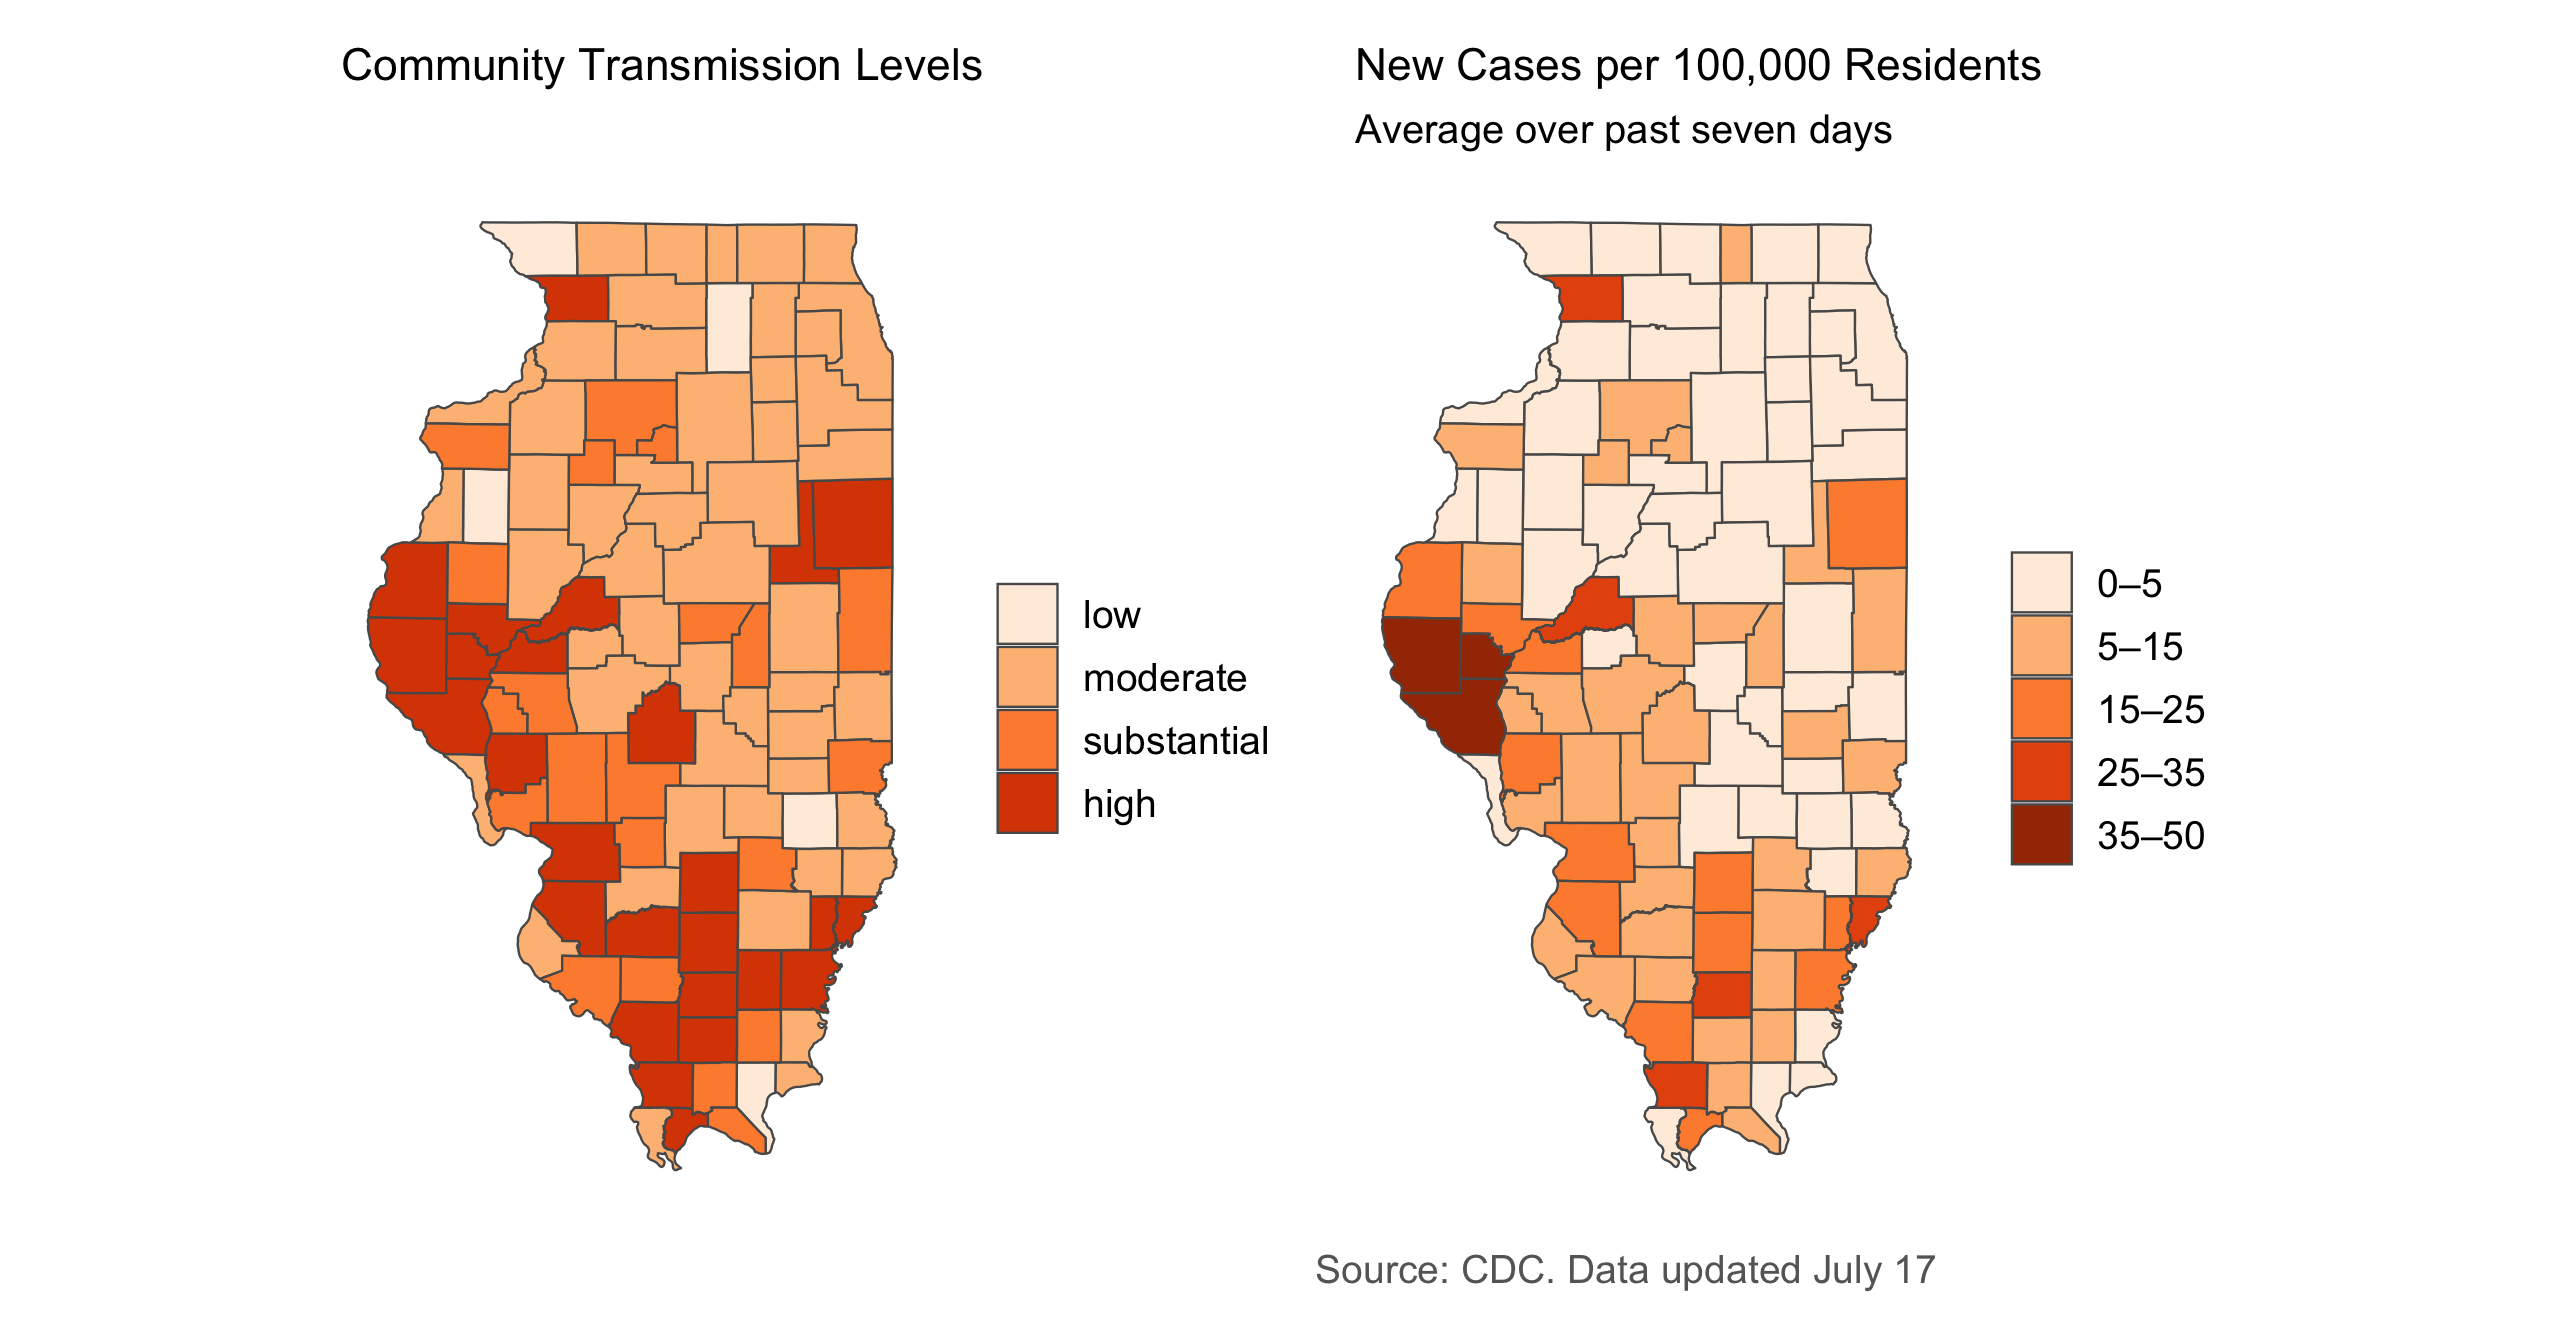 Community Transmission Levels
low
moderate
substantial
high
New Cases per 100,000 Residents
Average over past seven days
0–5
5–15
15–25
25–35
35–50
Source: CDC. Data updated July 17